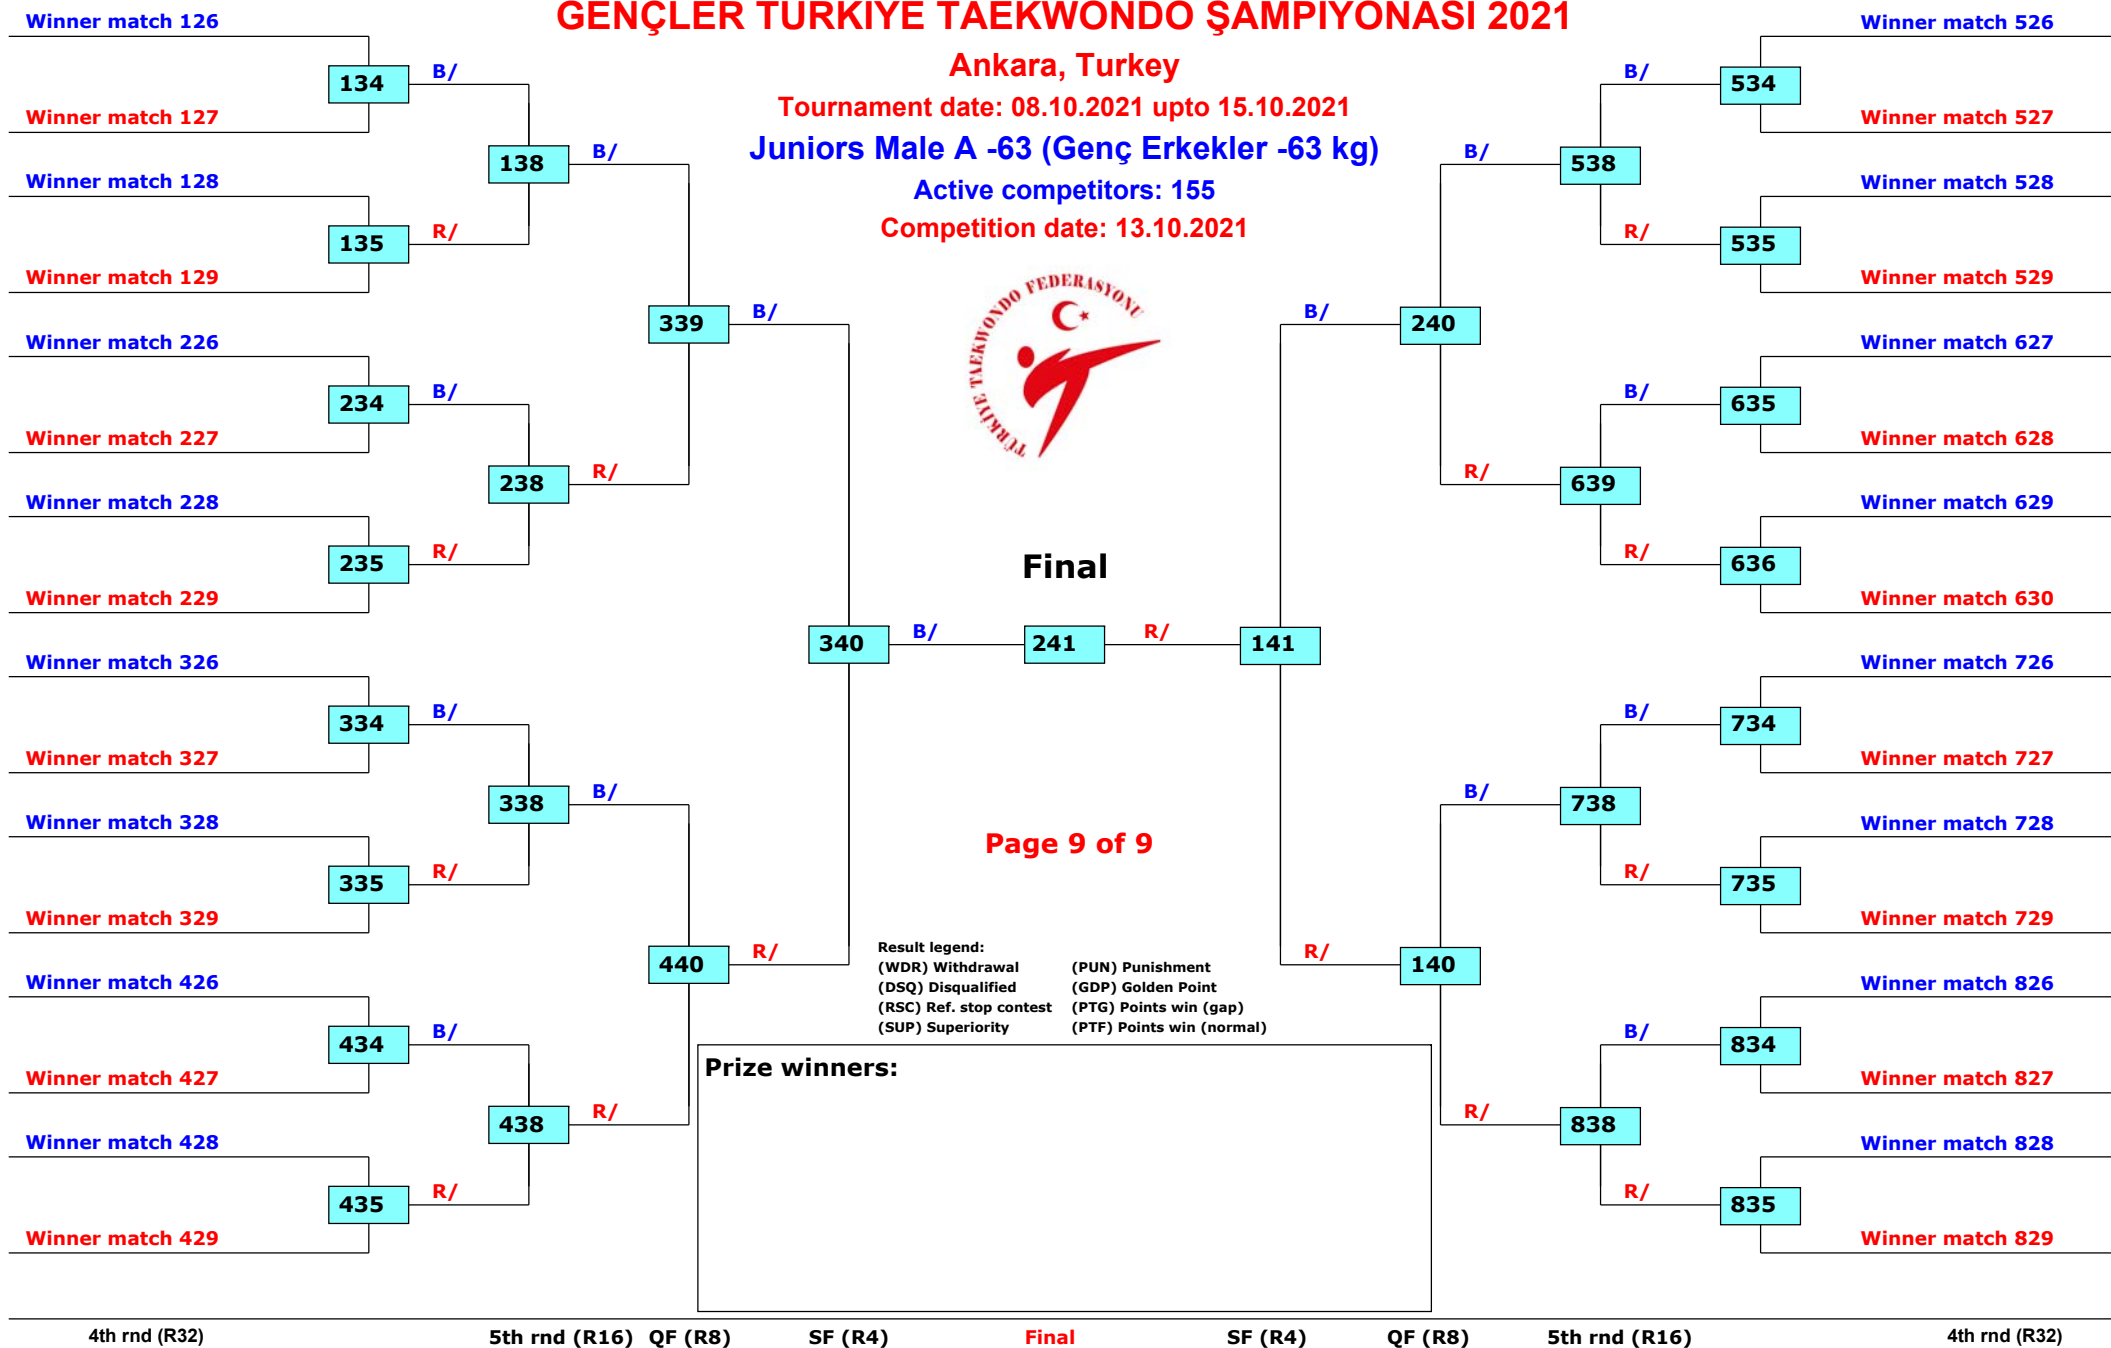 GENÇLER TÜRKİYE TAEKWONDO ŞAMPİYONASI 2021
Ankara, Turkey
Tournament date: 08.10.2021 upto 15.10.2021
Juniors Male A -63 (Genç Erkekler -63 kg)
Active competitors: 155
Competition date: 13.10.2021
TÜRKİYE TAEKWONDO FEDERASYONU
Winner match 126
134
B/
Winner match 127
138
B/
Winner match 128
135
R/
Winner match 129
339
B/
Winner match 226
234
B/
Winner match 227
238
R/
Winner match 228
235
R/
Winner match 229
340
B/
Winner match 326
334
B/
Winner match 327
338
B/
Winner match 328
335
R/
Winner match 329
440
R/
Winner match 426
434
B/
Winner match 427
438
R/
Winner match 428
435
R/
Winner match 429
Final
241
R/
141
Winner match 526
B/
534
Winner match 527
B/
538
Winner match 528
R/
535
Winner match 529
B/
240
Winner match 627
B/
635
Winner match 628
R/
639
Winner match 629
R/
636
Winner match 630
Winner match 726
B/
734
Winner match 727
B/
738
Winner match 728
R/
735
Winner match 729
R/
140
Winner match 826
B/
834
Winner match 827
R/
838
Winner match 828
R/
835
Winner match 829
Page 9 of 9
Result legend:
(WDR) Withdrawal (PUN) Punishment
(DSQ) Disqualified (GDP) Golden Point
(RSC) Ref. stop contest (PTG) Points win (gap)
(SUP) Superiority (PTF) Points win (normal)
Prize winners:
4th rnd (R32) 5th rnd (R16) QF (R8) SF (R4) Final SF (R4) QF (R8) 5th rnd (R16) 4th rnd (R32)